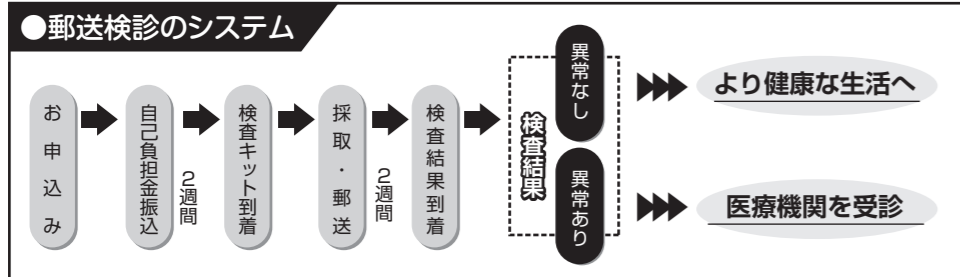 ●郵送検診のシステム
お申込み
自己負担金振込
2週間
検査キット到着
採取・郵送
2週間
検査結果到着
検査結果
異常なし
より健康な生活へ
異常あり
医療機関を受診